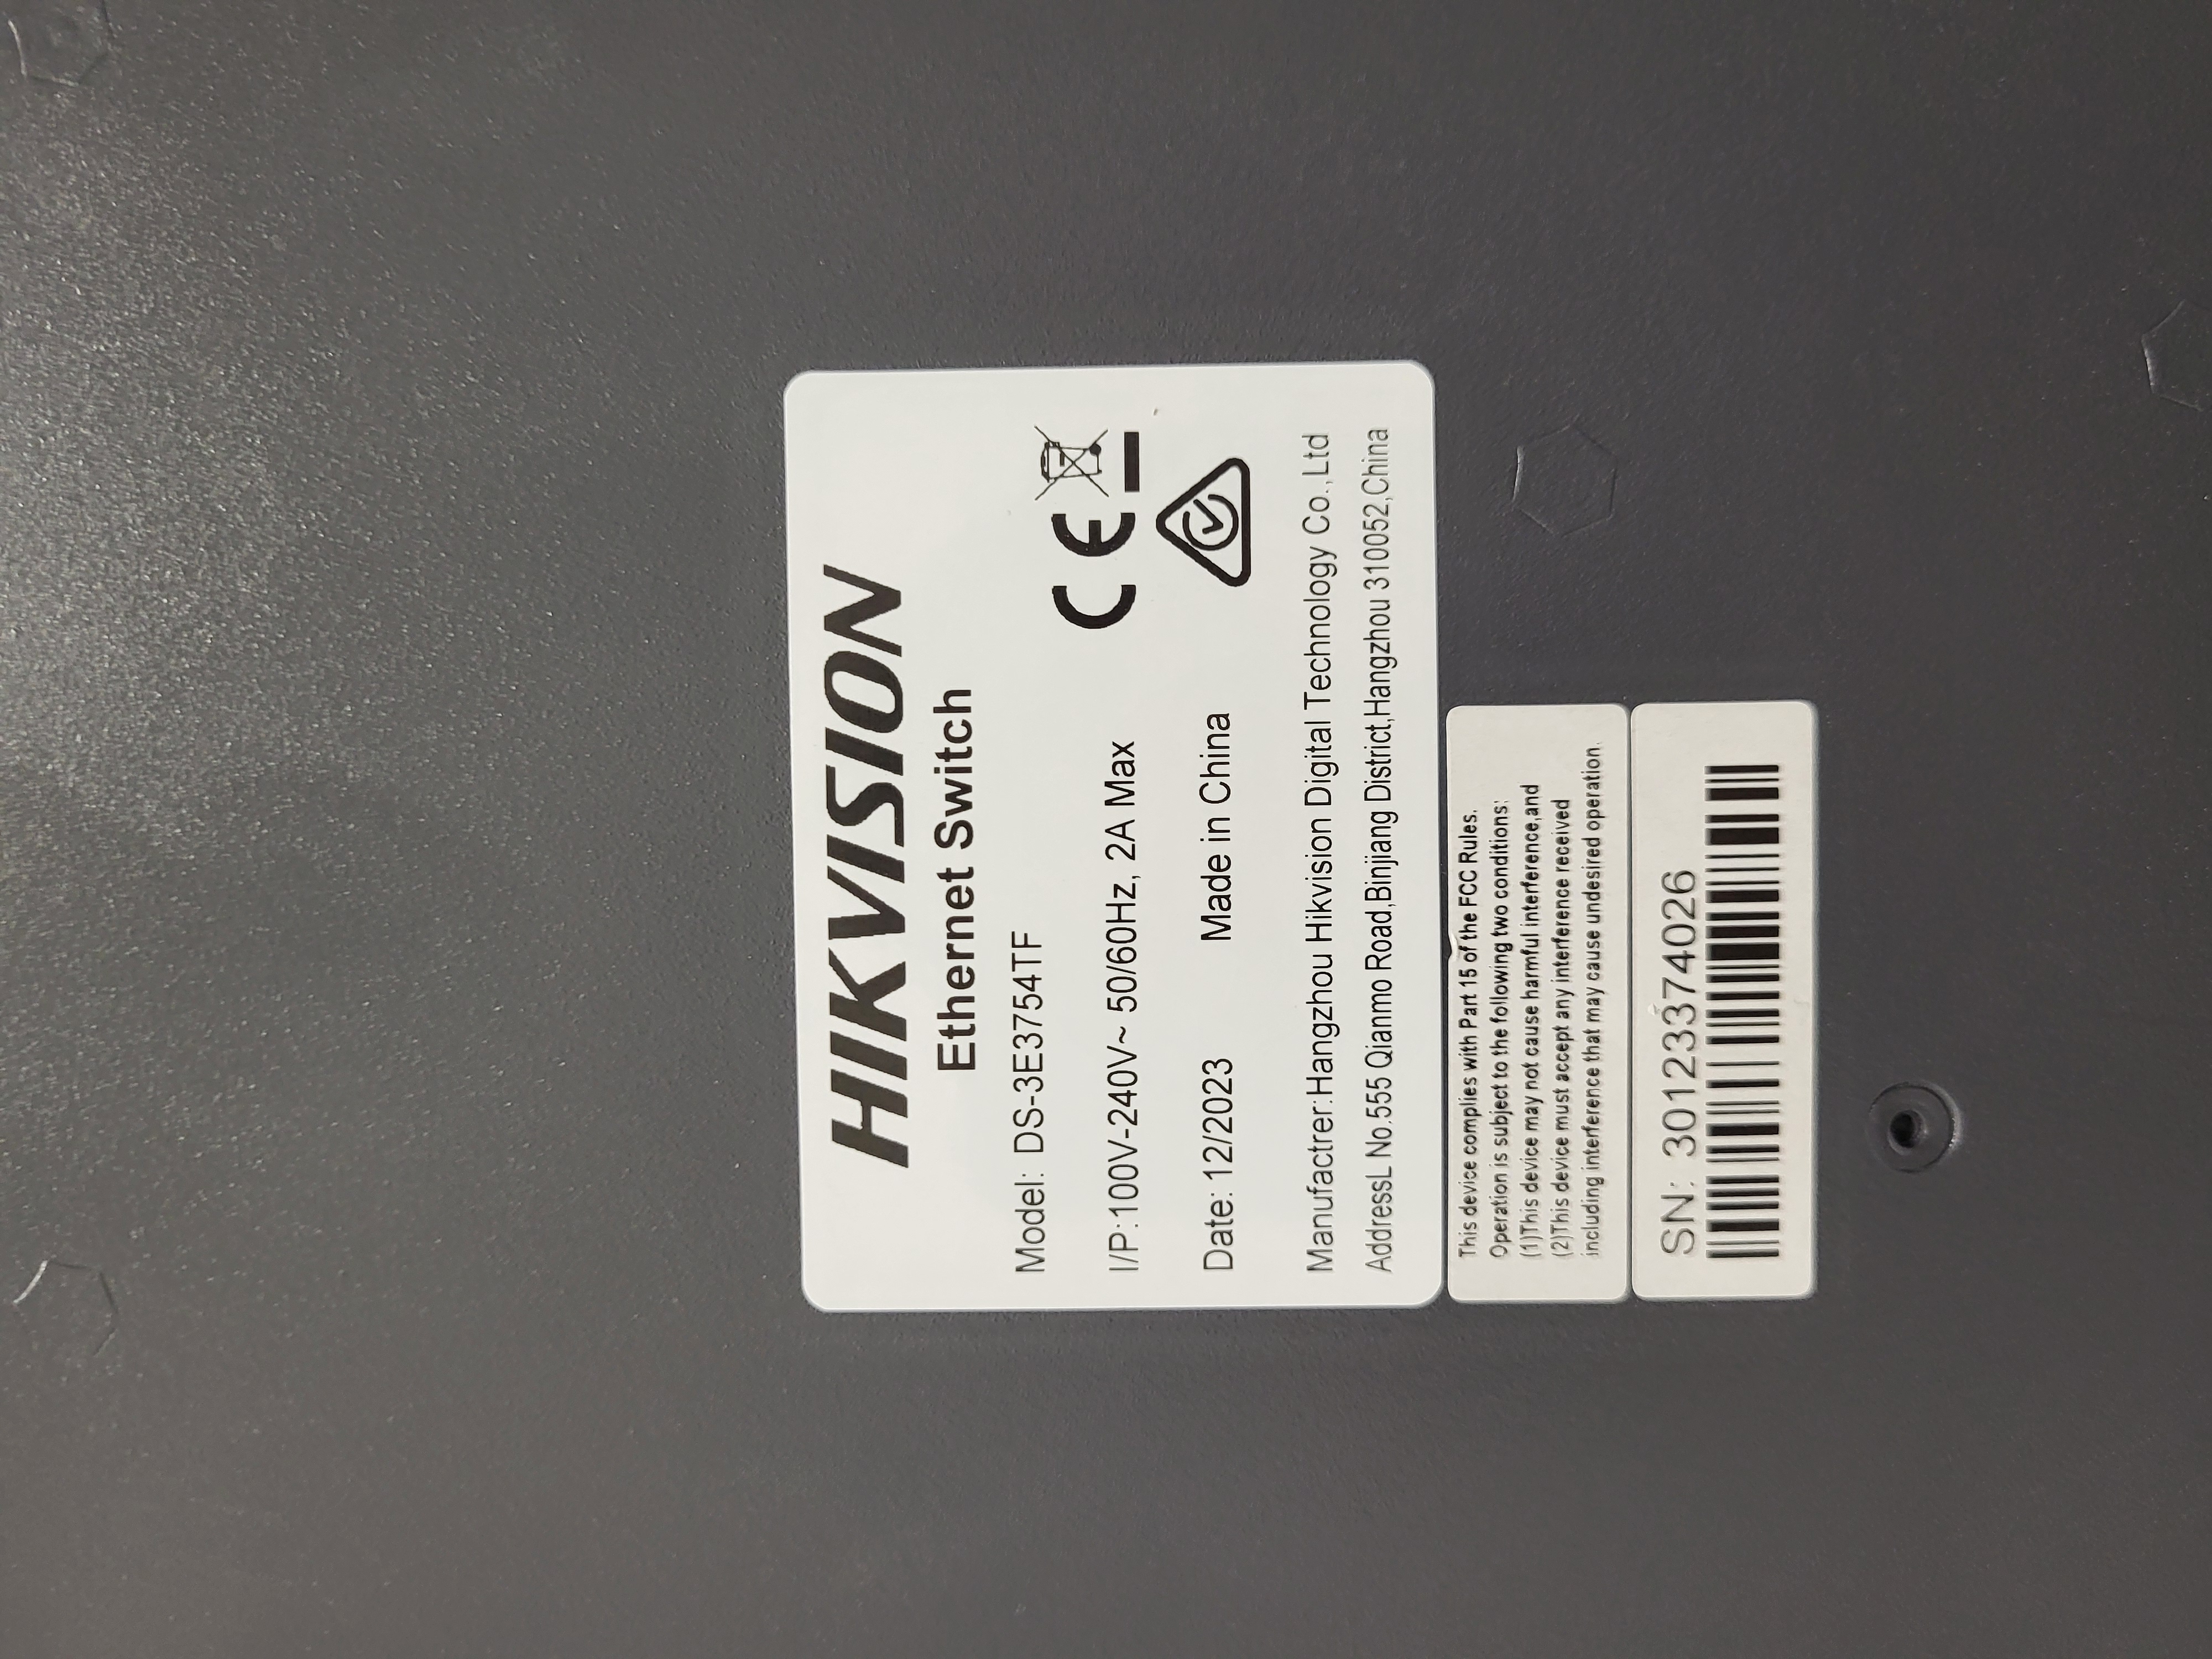 HIKVISION
Ethernet Switch
Model: DS-3E3754TF
I/P:100V-240V~ 50/60Hz, 2A Max
CE
Date: 12/2023 Made in China
Manufactrer:Hangzhou Hikvision Digital Technology Co.,Ltd
AddressL No.555 Qianmo Road,Binjiang District,Hangzhou 310052,China
This device complies with Part 15 of the FCC Rules.
Operation is subject to the following two conditions:
(1)This device may not cause harmful interference,and
(2)This device must accept any interference received
including interference that may cause undesired operation.
SN: 30123374026